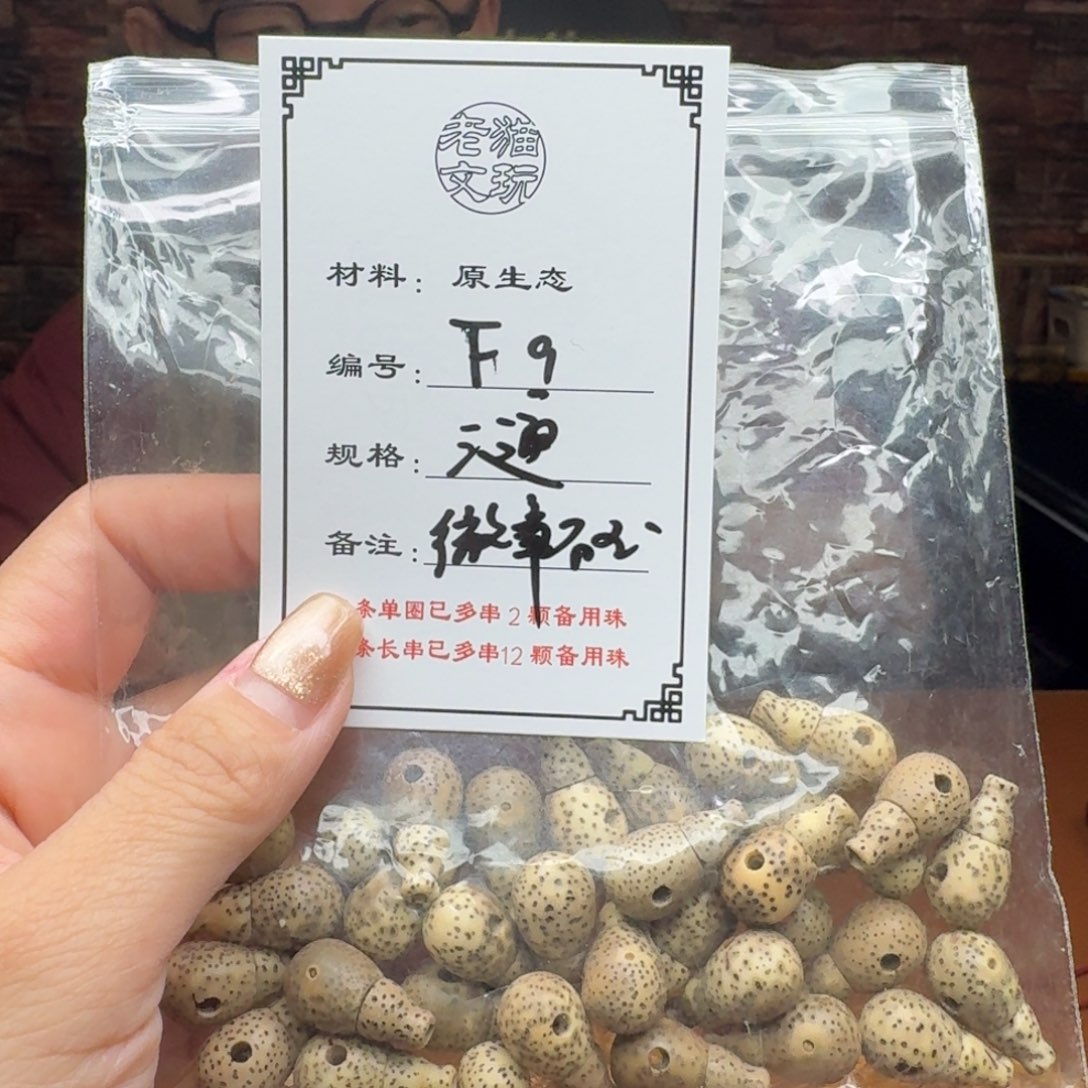 老猫
文玩
材料：原生态
编号：F9
规格：三通
备注：
条单圈已多串2颗备用珠
条长串已多串12颗备用珠